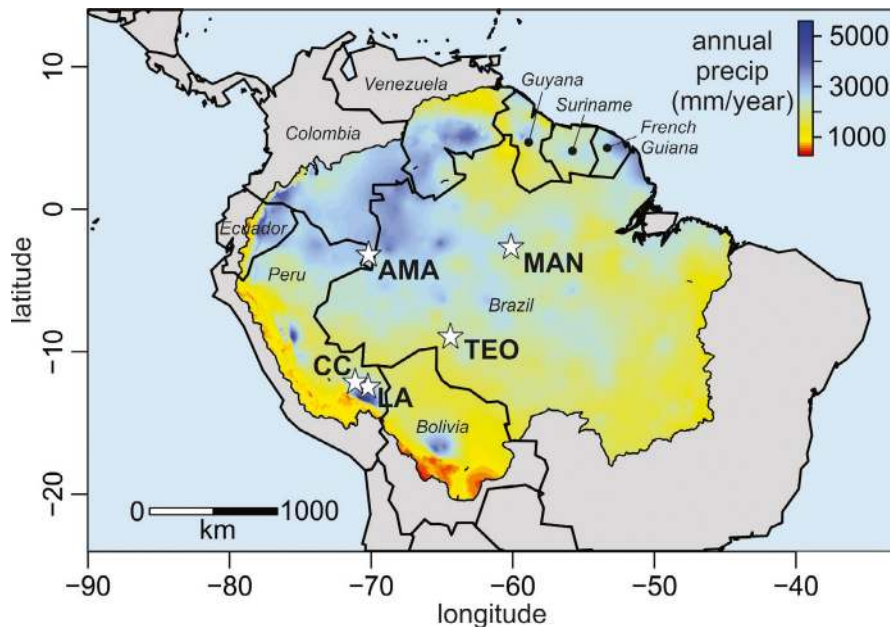 annual
precip
(mm/year)
5000
3000
1000
Venezuela
Guyana
Suriname
French
Guiana
Colombia
Ecuador
Peru
AMA
MAN
Brazil
TEO
CC
LA
Bolivia
0 1000
km
10
0
−10
−20
latitude
−90 −80 −70 −60 −50 −40
longitude